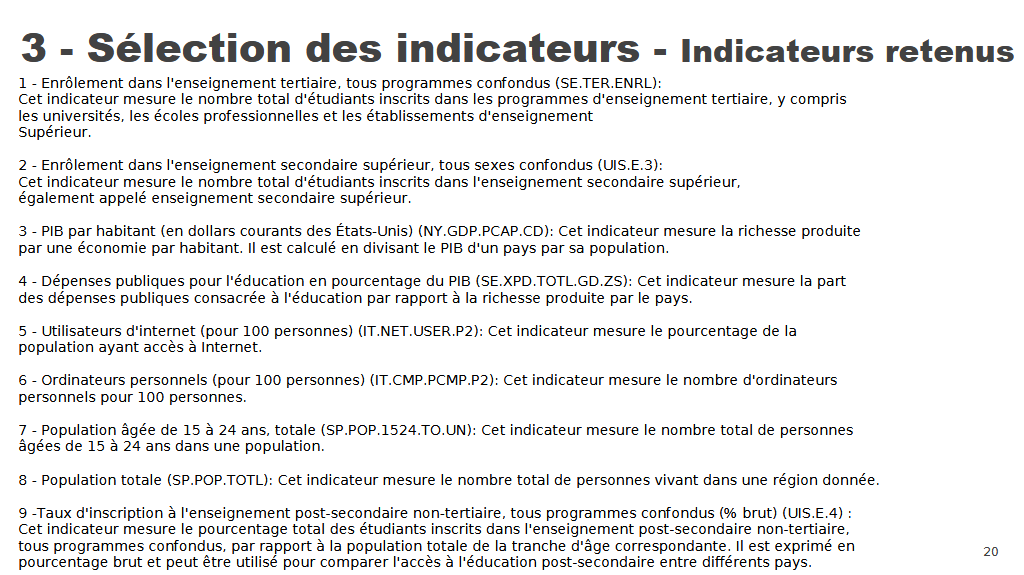 3 - Sélection des indicateurs - Indicateurs retenus
1 - Enrôlement dans l'enseignement tertiaire, tous programmes confondus (SE.TER.ENRL):
Cet indicateur mesure le nombre total d'étudiants inscrits dans les programmes d'enseignement tertiaire, y compris
les universités, les écoles professionnelles et les établissements d'enseignement
Supérieur.
2 - Enrôlement dans l'enseignement secondaire supérieur, tous sexes confondus (UIS.E.3):
Cet indicateur mesure le nombre total d'étudiants inscrits dans l'enseignement secondaire supérieur,
également appelé enseignement secondaire supérieur.
3 - PIB par habitant (en dollars courants des États-Unis) (NY.GDP.PCAP.CD): Cet indicateur mesure la richesse produite
par une économie par habitant. Il est calculé en divisant le PIB d'un pays par sa population.
4 - Dépenses publiques pour l'éducation en pourcentage du PIB (SE.XPD.TOTL.GD.ZS): Cet indicateur mesure la part
des dépenses publiques consacrée à l'éducation par rapport à la richesse produite par le pays.
5 - Utilisateurs d'internet (pour 100 personnes) (IT.NET.USER.P2): Cet indicateur mesure le pourcentage de la
population ayant accès à Internet.
6 - Ordinateurs personnels (pour 100 personnes) (IT.CMP.PCMP.P2): Cet indicateur mesure le nombre d'ordinateurs
personnels pour 100 personnes.
7 - Population âgée de 15 à 24 ans, totale (SP.POP.1524.TO.UN): Cet indicateur mesure le nombre total de personnes
âgées de 15 à 24 ans dans une population.
8 - Population totale (SP.POP.TOTL): Cet indicateur mesure le nombre total de personnes vivant dans une région donnée.
9 -Taux d'inscription à l'enseignement post-secondaire non-tertiaire, tous programmes confondus (% brut) (UIS.E.4) :
Cet indicateur mesure le pourcentage total des étudiants inscrits dans l'enseignement post-secondaire non-tertiaire,
tous programmes confondus, par rapport à la population totale de la tranche d'âge correspondante. Il est exprimé en
pourcentage brut et peut être utilisé pour comparer l'accès à l'éducation post-secondaire entre différents pays.
20